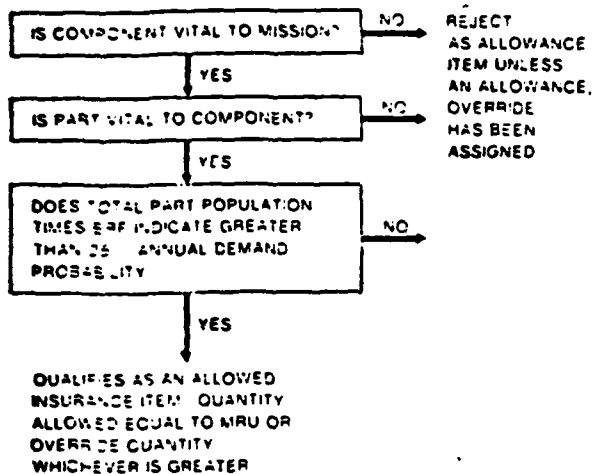 IS COMPONENT VITAL TO MISSION?
NO
REJECT
AS ALLOWANCE
ITEM UNLESS
AN ALLOWANCE,
OVERRIDE
HAS BEEN
ASSIGNED
YES
IS PART VITAL TO COMPONENT?
NO
YES
DOES TOTAL PART POPULATION
TIMES BRF INDICATE GREATER
THAN ANNUAL DEMAND
PROBABILITY
NO
YES
QUALIFIES AS AN ALLOWED
INSURANCE ITEM QUANTITY
ALLOWED EQUAL TO MRU OR
OVERRIDE QUANTITY
WHICHEVER IS GREATER